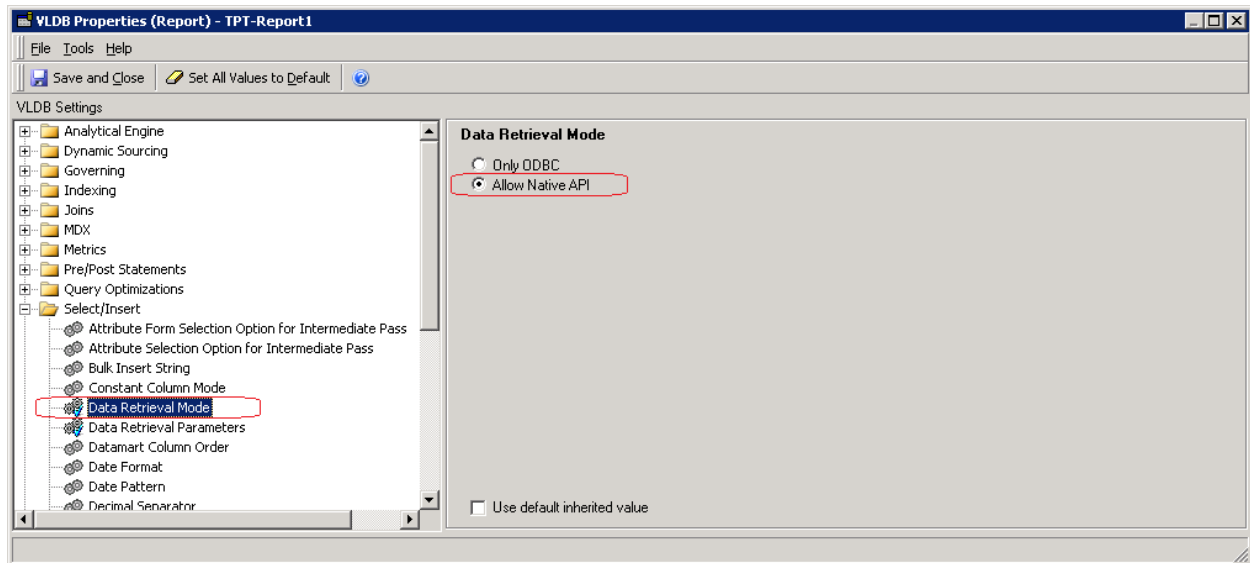 VLDB Properties (Report) - TPT-Report1
File Tools Help
Save and Close Set All Values to Default
VLDB Settings
Analytical Engine
Dynamic Sourcing
Governing
Indexing
Joins
MDX
Metrics
Pre/Post Statements
Query Optimizations
Select/Insert
Attribute Form Selection Option for Intermediate Pass
Attribute Selection Option for Intermediate Pass
Bulk Insert String
Constant Column Mode
Data Retrieval Mode
Data Retrieval Parameters
Datamart Column Order
Date Format
Date Pattern
Decimal Separator
Data Retrieval Mode
Only ODBC
Allow Native API
Use default inherited value